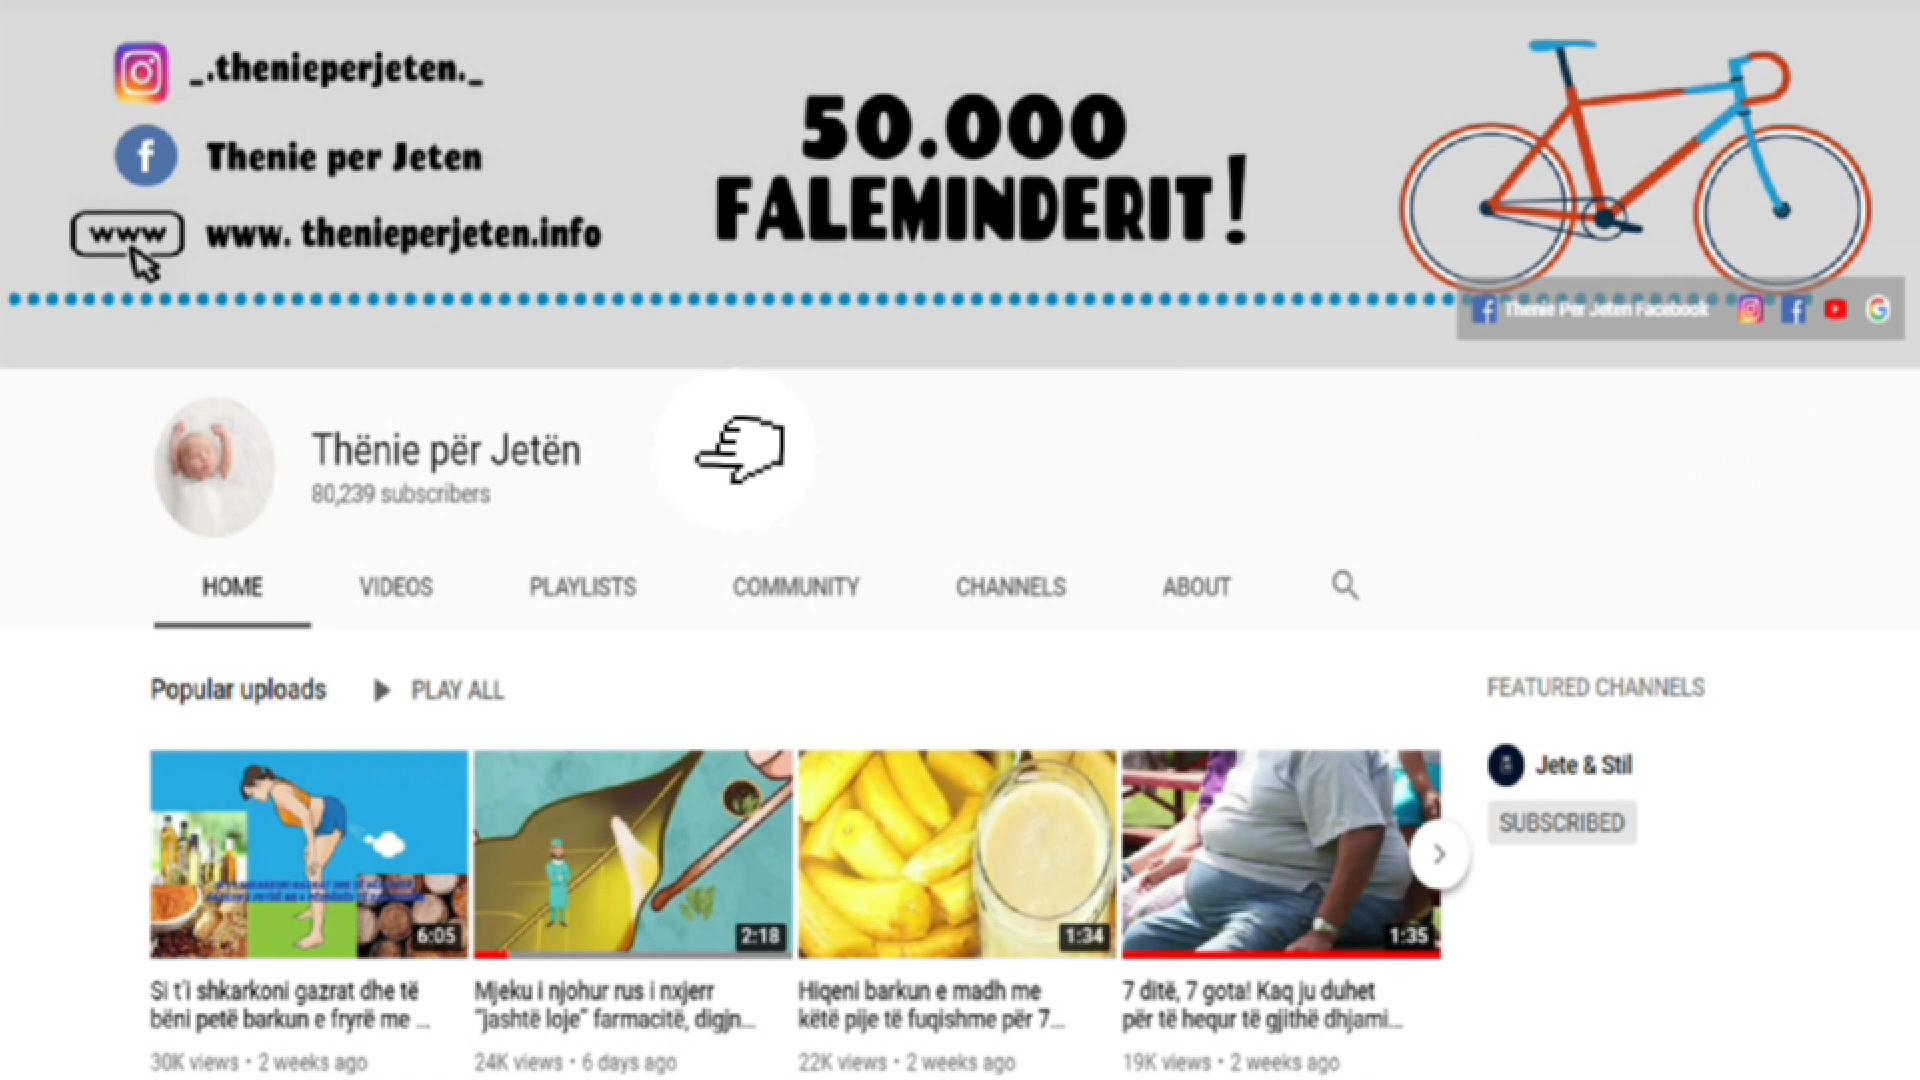 _.thenieperjeten._
Thenie per Jeten
www
www. thenieperjeten.info
50.000
FALEMINDERIT!
Thenie Per Jeten Facebook
Thënie për Jetën
80,239 subscribers
HOME VIDEOS PLAYLISTS COMMUNITY CHANNELS ABOUT
Popular uploads PLAY ALL
FEATURED CHANNELS
Jete & Stil
SUBSCRIBED
6:05
2:18
1:34
1:35
Si t'i shkarkoni gazrat dhe të
bëni petë barkun e fryrë me ...
30K views • 2 weeks ago
Mjeku i njohur rus i nxjerr
"jashtë loje" farmacitë, digjn...
24K views • 6 days ago
Hiqeni barkun e madh me
këtë pije të fuqishme për 7...
22K views • 2 weeks ago
7 ditë, 7 gota! Kaq ju duhet
për të hequr të gjithë dhjami...
19K views • 2 weeks ago